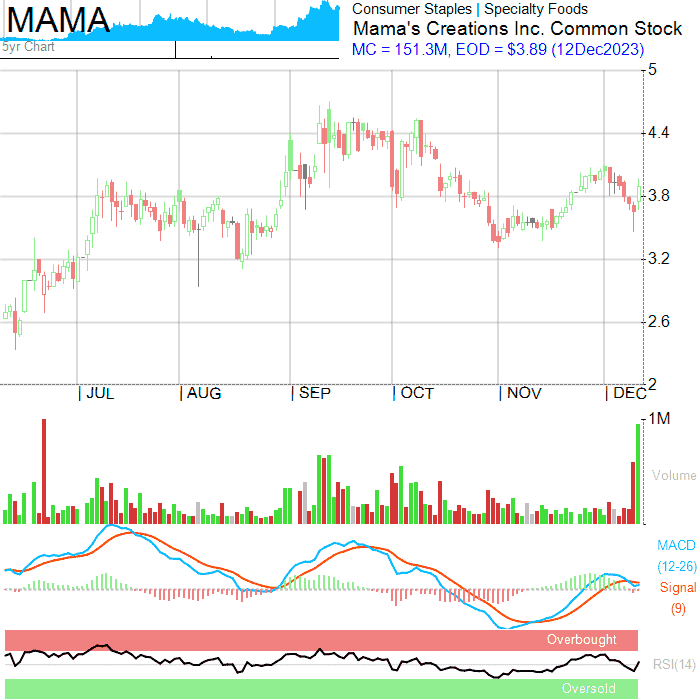 MAMA
5yr Chart
Consumer Staples | Specialty Foods
Mama's Creations Inc. Common Stock
MC = 151.3M, EOD = $3.89 (12Dec2023)
5
4.4
3.8
3.2
2.6
2
JUL AUG SEP OCT NOV DEC
1M
Volume
MACD
(12-26)
Signal
(9)
Overbought
RSI(14)
Oversold